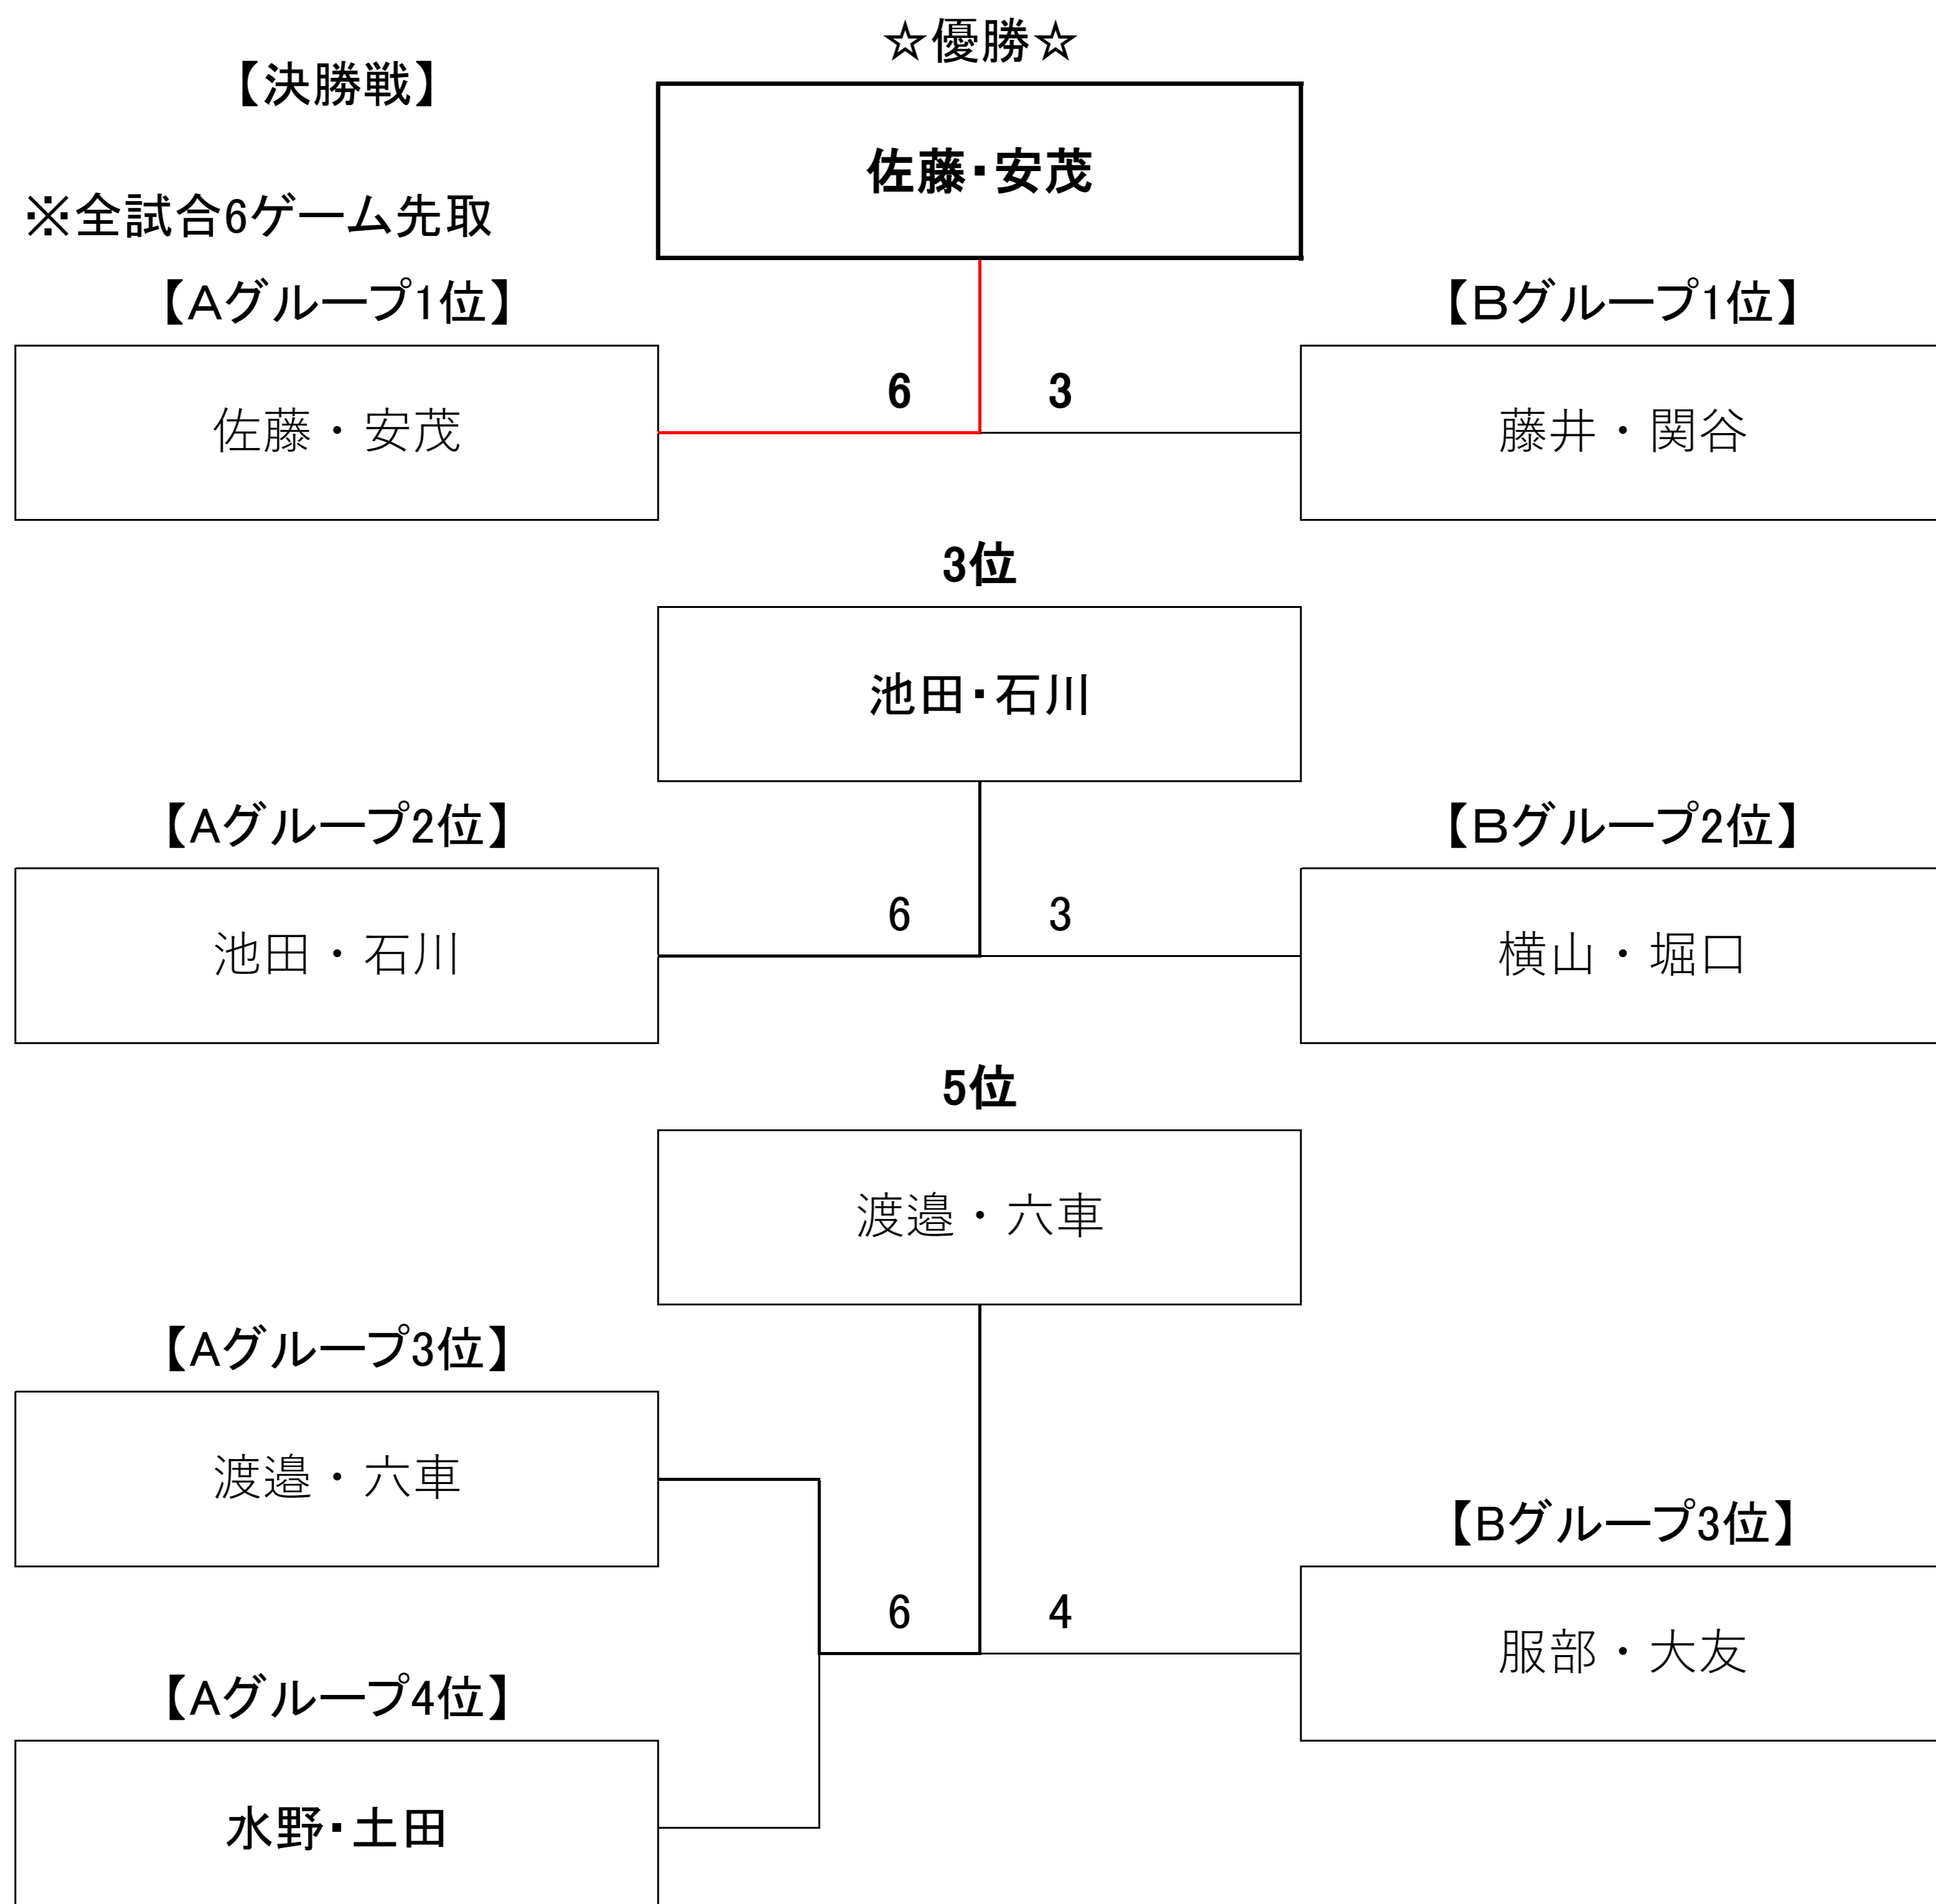 ☆優勝☆
【決勝戦】
佐藤・安茂
※全試合6ゲーム先取
【Aグループ1位】
【Bグループ1位】
6 3
佐藤・安茂
藤井・関谷
3位
池田・石川
【Aグループ2位】
【Bグループ2位】
6 3
池田・石川
横山・堀口
5位
渡邉・六車
【Aグループ3位】
渡邉・六車
【Bグループ3位】
6 4
服部・大友
【Aグループ4位】
水野・土田